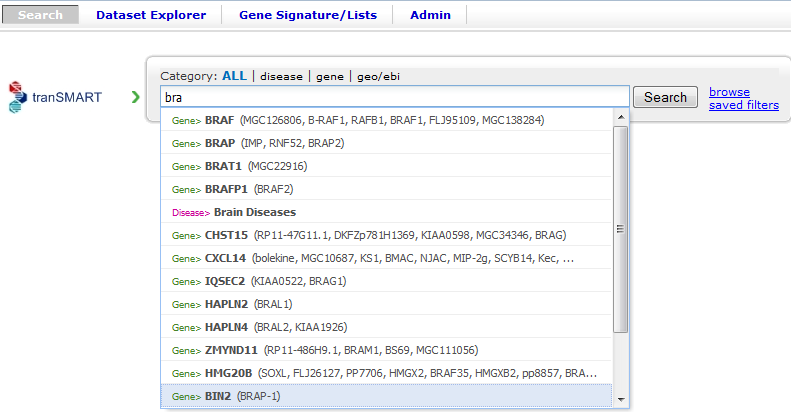 Search Dataset Explorer Gene Signature/Lists Admin
Category: ALL | disease | gene | geo/ebi
tranSMART
bra
Search
browse
saved filters
Gene> BRAF (MGC126806, B-RAF1, RAFB1, BRAF1, FLJ95109, MGC138284)
Gene> BRAP (IMP, RNF52, BRAP2)
Gene> BRAT1 (MGC22916)
Gene> BRAFP1 (BRAF2)
Disease> Brain Diseases
Gene> CHST15 (RP11-47G11.1, DKFZp781H1369, KIAA0598, MGC34346, BRAG)
Gene> CXCL14 (bolekine, MGC10687, KS1, BMAC, NJAC, MIP-2g, SCYB14, Kec, ...
Gene> IQSEC2 (KIAA0522, BRAG1)
Gene> HAPLN2 (BRAL1)
Gene> HAPLN4 (BRAL2, KIAA1926)
Gene> ZMYND11 (RP11-486H9.1, BRAM1, BS69, MGC111056)
Gene> HMG20B (SOXL, FLJ26127, PP7706, HMGX2, BRAF35, HMGXB2, pp8857, BRA...
Gene> BIN2 (BRAP-1)